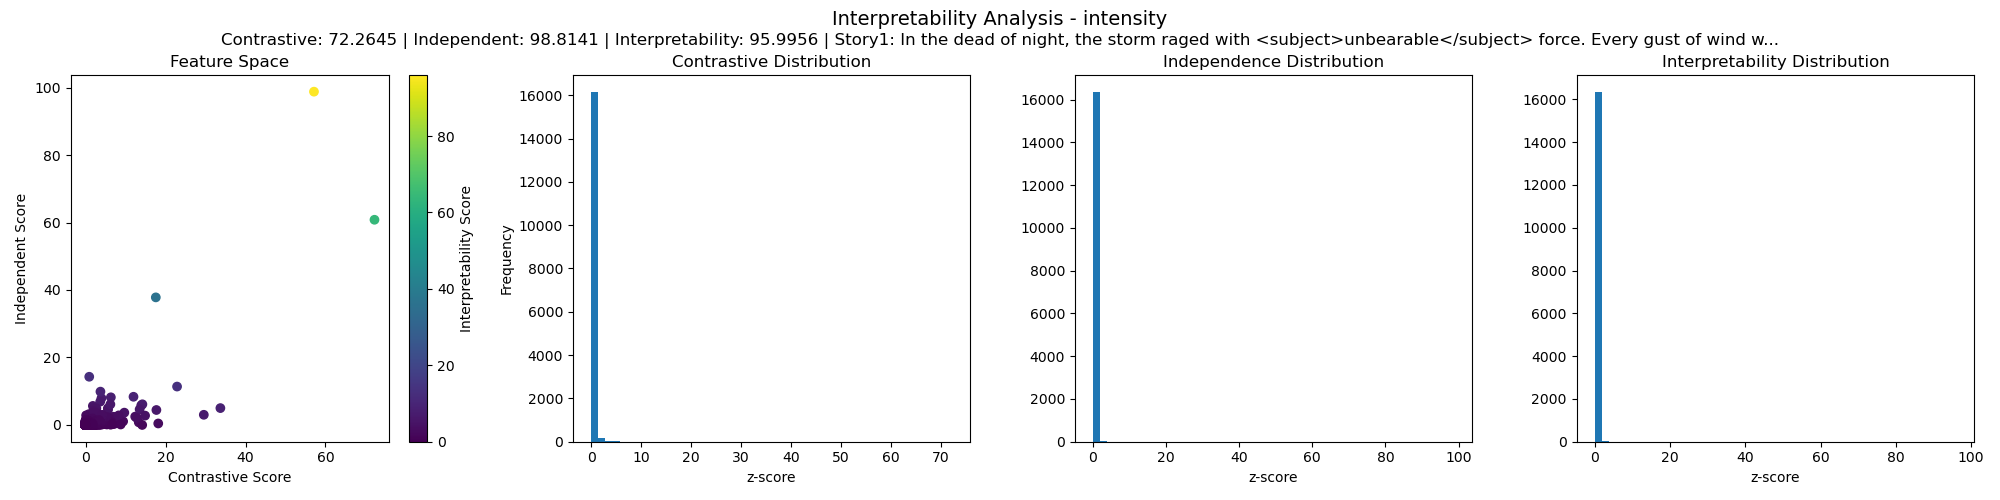 Interpretability Analysis - intensity
Contrastive: 72.2645 | Independent: 98.8141 | Interpretability: 95.9956 | Story1: In the dead of night, the storm raged with <subject>unbearable</subject> force. Every gust of wind w...
Feature Space
100
80
60
40
20
0
Independent Score
0 20 40 60
Contrastive Score
80
60
40
20
0
Interpretability Score
Contrastive Distribution
16000
14000
12000
10000
8000
6000
4000
2000
0
Frequency
0 10 20 30 40 50 60 70
z-score
Independence Distribution
16000
14000
12000
10000
8000
6000
4000
2000
0
0 20 40 60 80 100
z-score
Interpretability Distribution
16000
14000
12000
10000
8000
6000
4000
2000
0
0 20 40 60 80 100
z-score